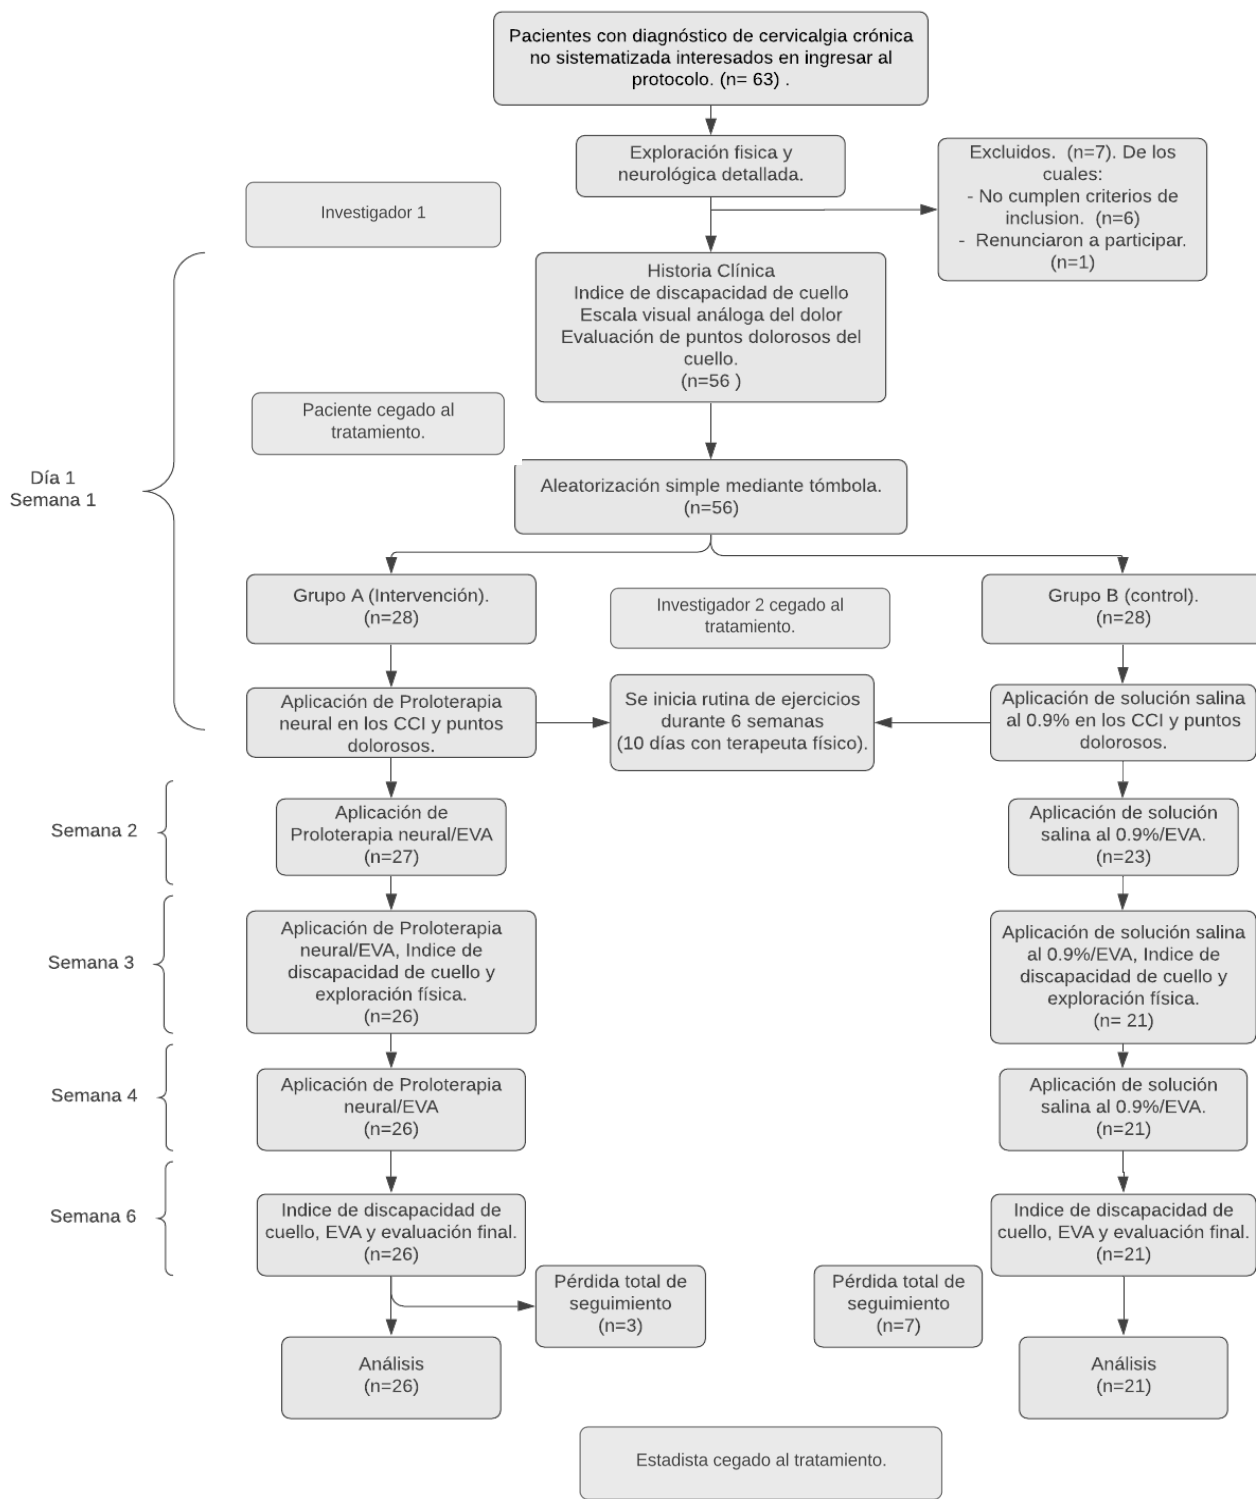 Pacientes con diagnóstico de cervicalgia crónica
no sistematizada interesados en ingresar al
protocolo. (n= 63) .
Exploración fisica y
neurológica detallada.
Excluidos.  (n=7). De los
cuales:
- No cumplen criterios de
inclusion.  (n=6)
-  Renunciaron a participar.
(n=1)
Investigador 1
Historia Clínica
Indice de discapacidad de cuello
Escala visual análoga del dolor
Evaluación de puntos dolorosos del
cuello.
(n=56 )
Paciente cegado al
tratamiento.
Día 1
Semana 1
Aleatorización simple mediante tómbola.
(n=56)
Grupo A (Intervención).
(n=28)
Investigador 2 cegado al
tratamiento.
Grupo B (control).
(n=28)
Aplicación de Proloterapia
neural en los CCI y puntos
dolorosos.
Se inicia rutina de ejercicios
durante 6 semanas
(10 días con terapeuta físico).
Aplicación de solución salina
al 0.9% en los CCI y puntos
dolorosos.
Semana 2
Aplicación de
Proloterapia neural/EVA
(n=27)
Aplicación de solución
salina al 0.9%/EVA.
(n=23)
Semana 3
Aplicación de Proloterapia
neural/EVA, Indice de
discapacidad de cuello y
exploración física.
(n=26)
Aplicación de solución salina
al 0.9%/EVA, Indice de
discapacidad de cuello y
exploración física.
(n= 21)
Semana 4
Aplicación de Proloterapia
neural/EVA
(n=26)
Aplicación de solución
salina al 0.9%/EVA.
(n=21)
Semana 6
Indice de discapacidad de
cuello, EVA y evaluación final.
(n=26)
Indice de discapacidad de
cuello, EVA y evaluación final.
(n=21)
Pérdida total de
seguimiento
(n=3)
Pérdida total de
seguimiento
(n=7)
Análisis
(n=26)
Análisis
(n=21)
Estadista cegado al tratamiento.